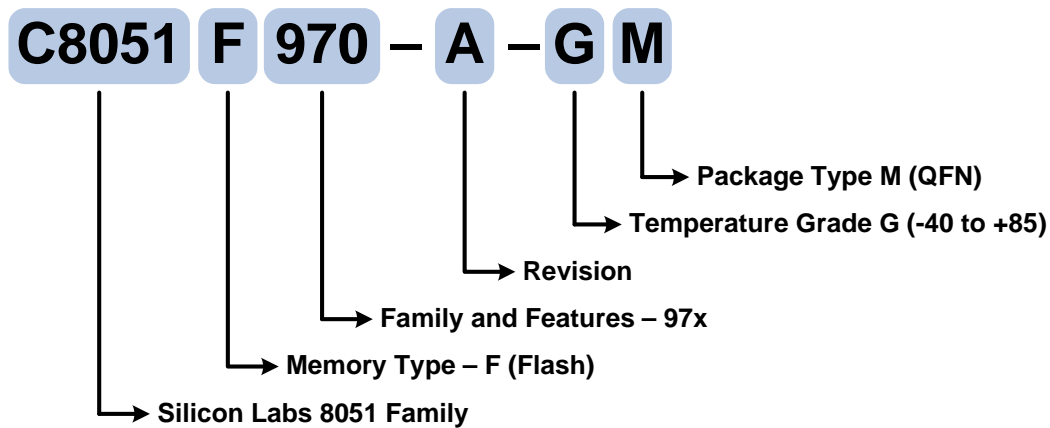 C8051 F 970 – A – G M
Package Type M (QFN)
Temperature Grade G (-40 to +85)
Revision
Family and Features – 97x
Memory Type – F (Flash)
Silicon Labs 8051 Family